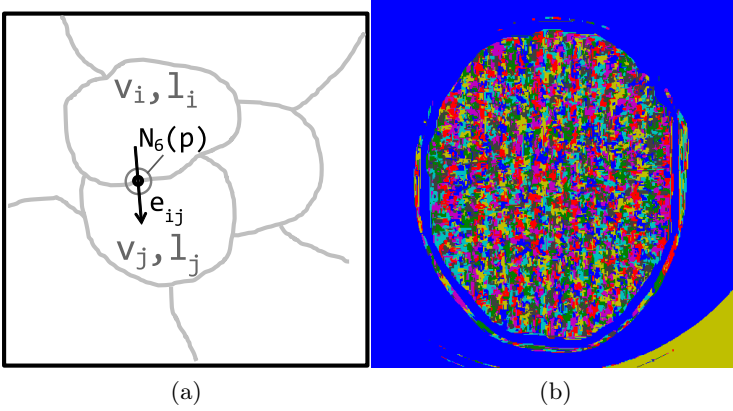 v_i, l_i
N_6(p)
e_ij
v_j, l_j
(a)
(b)